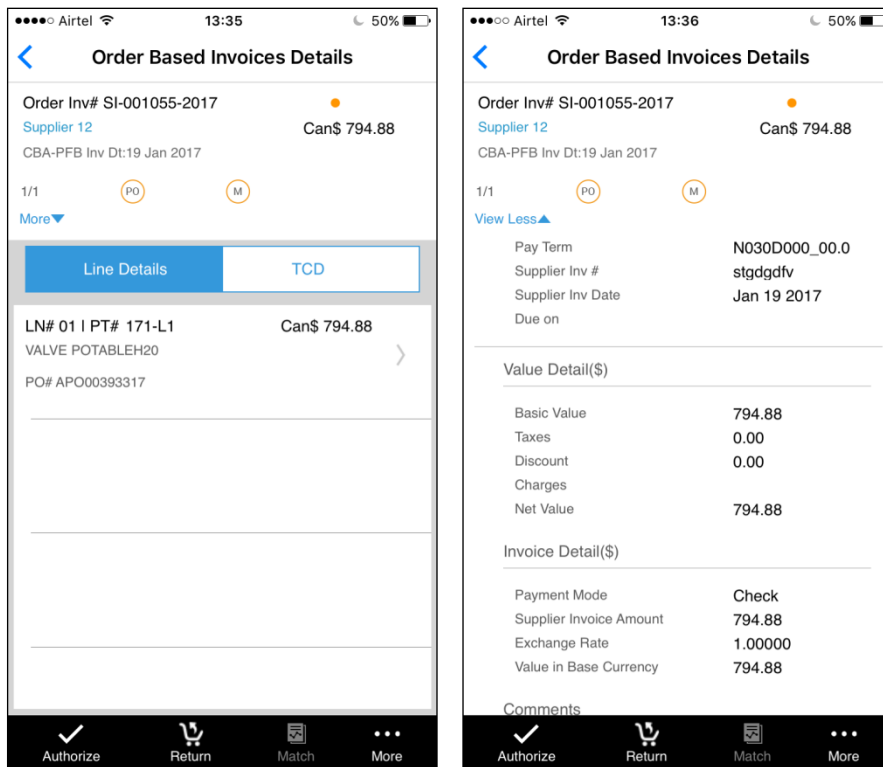 Airtel 13:35 50%
Order Based Invoices Details
Order Inv# SI-001055-2017
Supplier 12 Can$ 794.88
CBA-PFB Inv Dt:19 Jan 2017
1/1 PO M
More
Line Details TCD
LN# 01 I PT# 171-L1 Can$ 794.88
VALVE POTABLEH20
PO# APO00393317
Authorize Return Match More
Airtel 13:36 50%
Order Based Invoices Details
Order Inv# SI-001055-2017
Supplier 12 Can$ 794.88
CBA-PFB Inv Dt:19 Jan 2017
1/1 PO M
View Less
Pay Term N030D000_00.0
Supplier Inv # stgdgdfv
Supplier Inv Date Jan 19 2017
Due on
Value Detail($)
Basic Value 794.88
Taxes 0.00
Discount 0.00
Charges
Net Value 794.88
Invoice Detail($)
Payment Mode Check
Supplier Invoice Amount 794.88
Exchange Rate 1.00000
Value in Base Currency 794.88
Comments
Authorize Return Match More